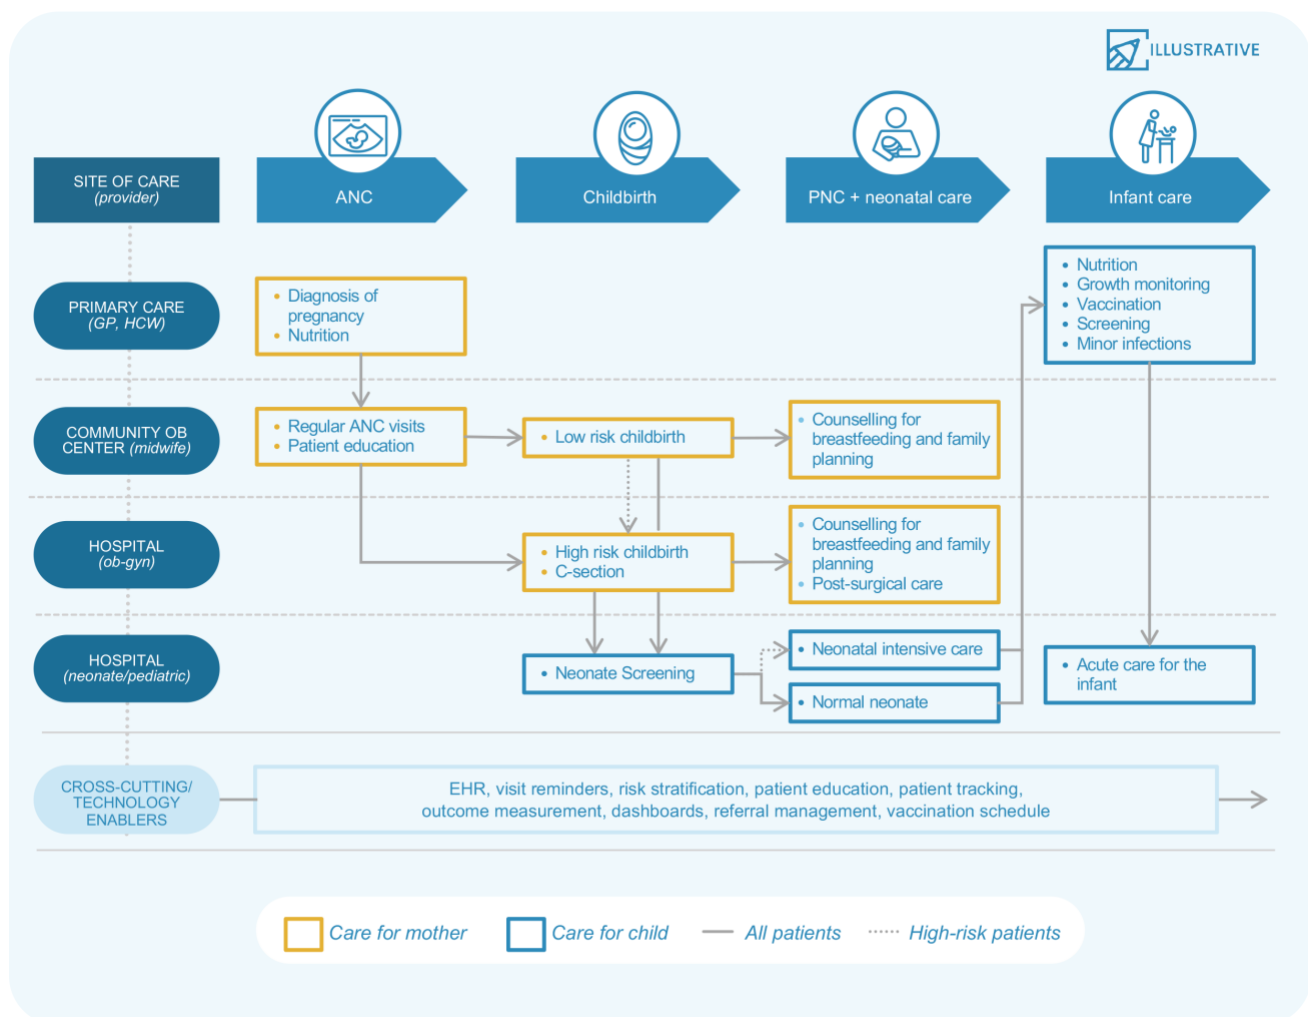 ILLUSTRATIVE
SITE OF CARE
(provider)
ANC
Childbirth
PNC + neonatal care
Infant care
PRIMARY CARE
(GP, HCW)
• Diagnosis of
pregnancy
• Nutrition
• Nutrition
• Growth monitoring
• Vaccination
• Screening
• Minor infections
COMMUNITY OB
CENTER (midwife)
• Regular ANC visits
• Patient education
• Low risk childbirth
• Counselling for
breastfeeding and family
planning
HOSPITAL
(ob-gyn)
• High risk childbirth
• C-section
• Counselling for
breastfeeding and family
planning
• Post-surgical care
HOSPITAL
(neonate/pediatric)
• Neonate Screening
• Neonatal intensive care
• Normal neonate
• Acute care for the
infant
CROSS-CUTTING/
TECHNOLOGY
ENABLERS
EHR, visit reminders, risk stratification, patient education, patient tracking,
outcome measurement, dashboards, referral management, vaccination schedule
Care for mother
Care for child
All patients
High-risk patients